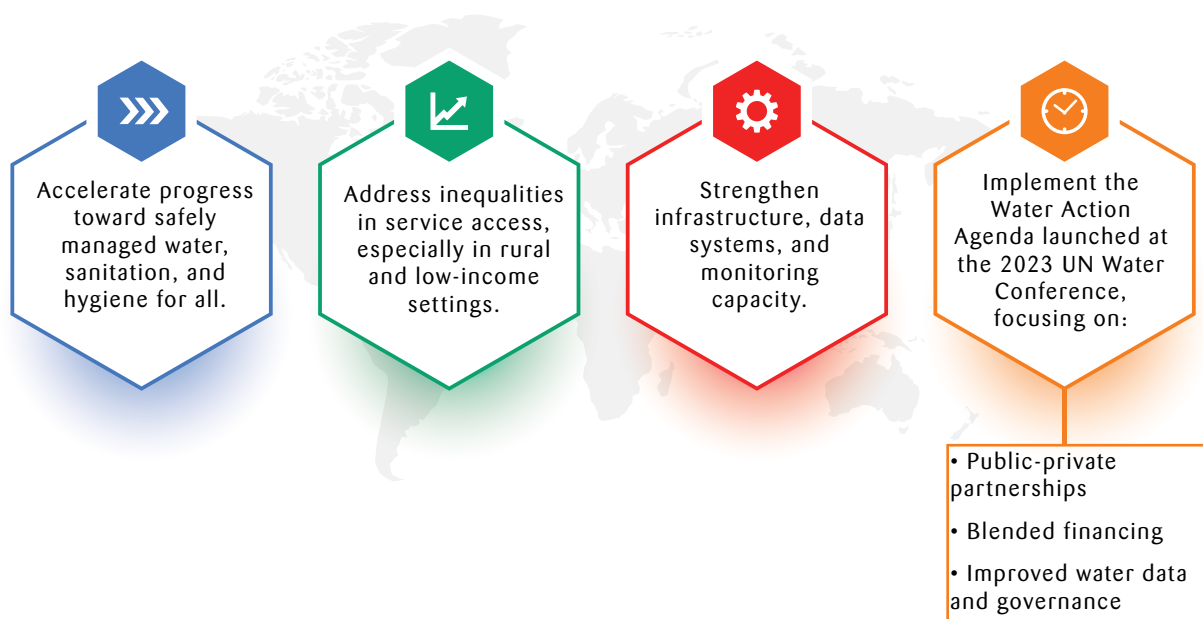 Accelerate progress
toward safely
managed water,
sanitation, and
hygiene for all.
Address inequalities
in service access,
especially in rural
and low-income
settings.
Strengthen
infrastructure, data
systems, and
monitoring
capacity.
Implement the
Water Action
Agenda launched at
the 2023 UN Water
Conference,
focusing on:
• Public-private
partnerships
• Blended financing
• Improved water data
and governance